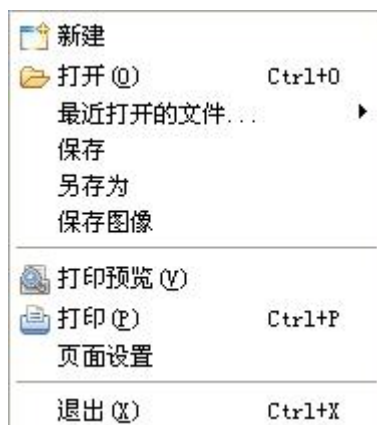 新建
打开(O) Ctrl+O
最近打开的文件...
保存
另存为
保存图像
打印预览(V)
打印(P) Ctrl+P
页面设置
退出(X) Ctrl+X